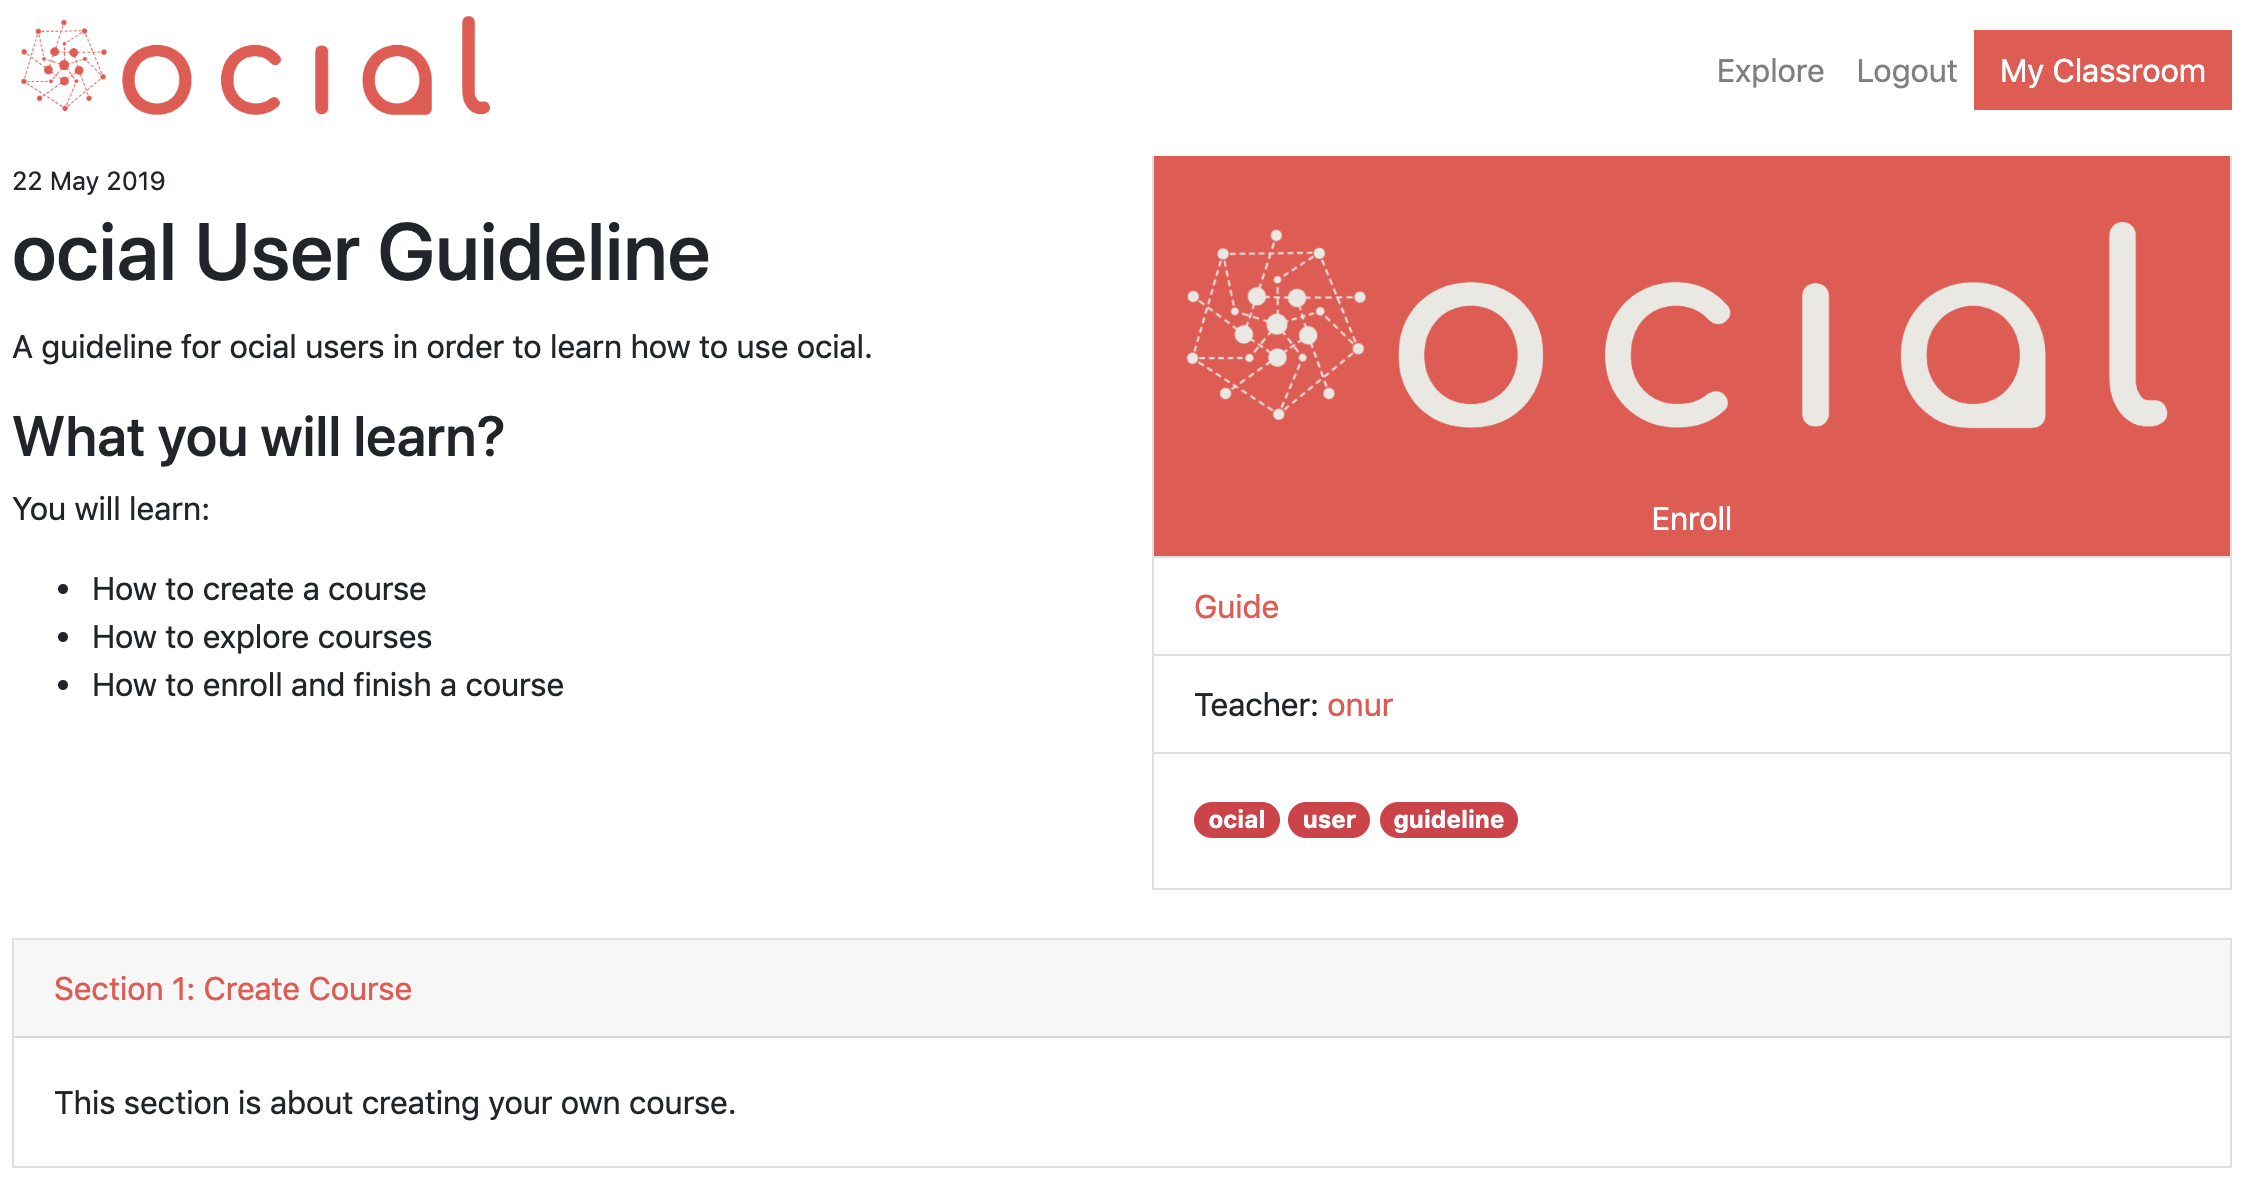 ocial
Explore Logout My Classroom
22 May 2019
ocial User Guideline
A guideline for ocial users in order to learn how to use ocial.
What you will learn?
You will learn:
• How to create a course
• How to explore courses
• How to enroll and finish a course
ocial
Enroll
Guide
Teacher: onur
ocial user guideline
Section 1: Create Course
This section is about creating your own course.